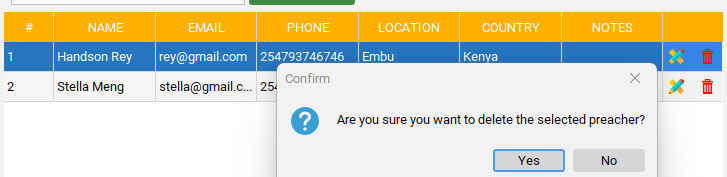 # NAME EMAIL PHONE LOCATION COUNTRY NOTES
1 Handson Rey rey@gmail.com 254793746746 Embu Kenya
2 Stella Meng stella@gmail.c... 254
Confirm
Are you sure you want to delete the selected preacher?
Yes No